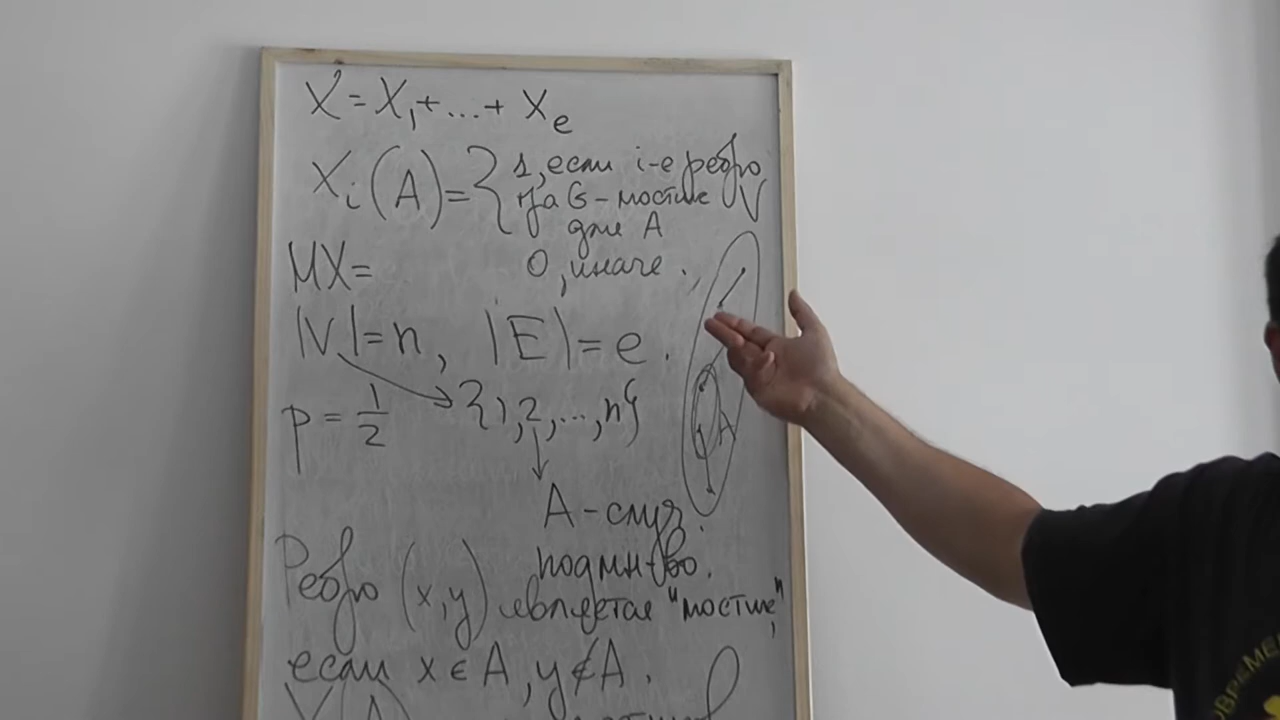 X = X₁ + ... + Xₑ
Xᵢ(A) = { 1, если i-е ребро
графа G - мостик
для A
0, иначе.
V
MX =
|V| = n, |E| = e.
p = 1/2
{1, 2, ..., n}
A
A - случ.
подмн-во.
Ребро (x, y) является "мостик",
если x ∈ A, y ∉ A.